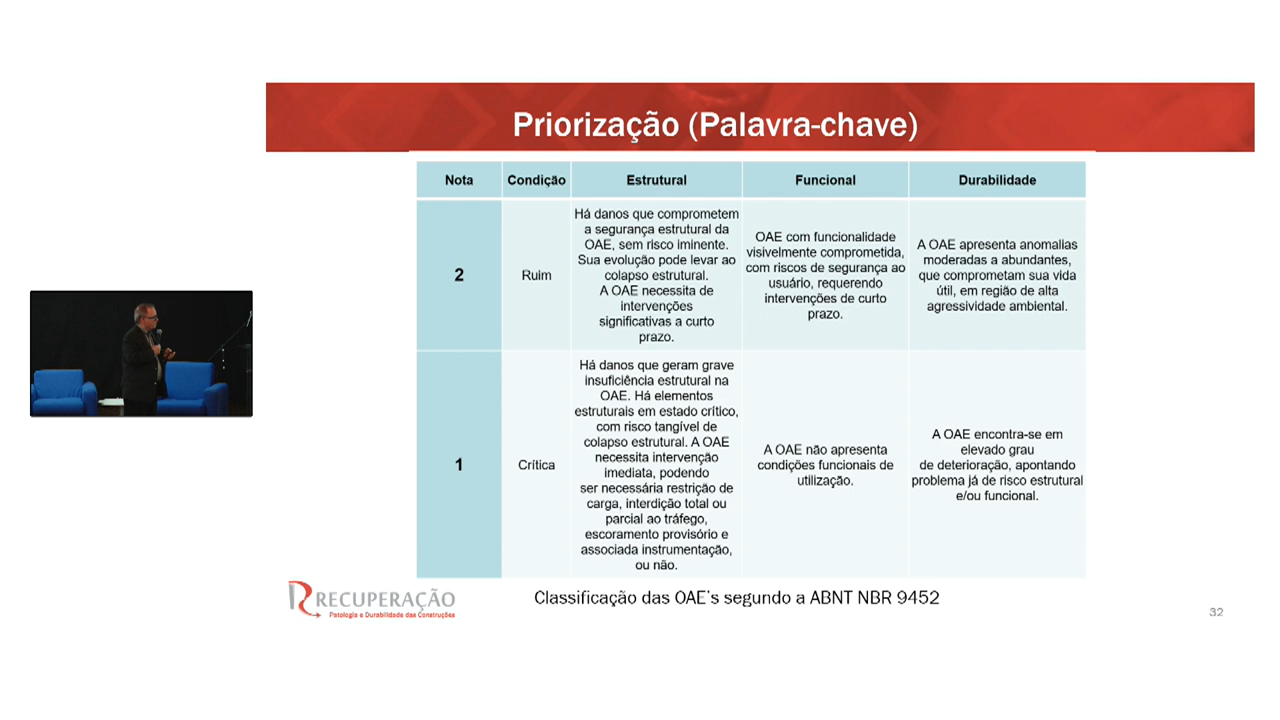 Priorização (Palavra-chave)
Nota
Condição
Estrutural
Funcional
Durabilidade
2
Ruim
Há danos que comprometem
a segurança estrutural da
OAE, sem risco iminente.
Sua evolução pode levar ao
colapso estrutural.
A OAE necessita de
intervenções
significativas a curto
prazo.
OAE com funcionalidade
visivelmente comprometida,
com riscos de segurança ao
usuário, requerendo
intervenções de curto
prazo.
A OAE apresenta anomalias
moderadas a abundantes,
que comprometam sua vida
útil, em região de alta
agressividade ambiental.
1
Crítica
Há danos que geram grave
insuficiência estrutural na
OAE. Há elementos
estruturais em estado crítico,
com risco tangível de
colapso estrutural. A OAE
necessita intervenção
imediata, podendo
ser necessária restrição de
carga, interdição total ou
parcial ao tráfego,
escoramento provisório e
associada instrumentação,
ou não.
A OAE não apresenta
condições funcionais de
utilização.
A OAE encontra-se em
elevado grau
de deterioração, apontando
problema já de risco estrutural
e/ou funcional.
RRECUPERAÇÃO
Patologia e Durabilidade das Construções
Classificação das OAE's segundo a ABNT NBR 9452
32